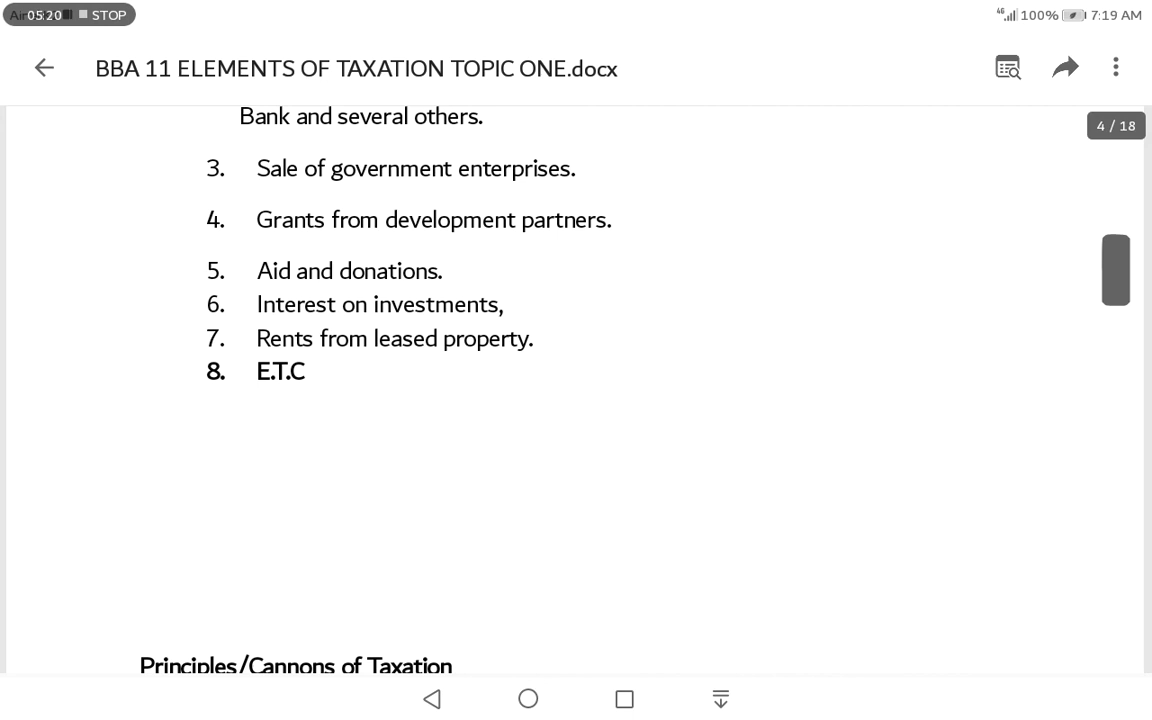 05:20 STOP
4G 100% 7:19 AM
BBA 11 ELEMENTS OF TAXATION TOPIC ONE.docx
4 / 18
Bank and several others.
3. Sale of government enterprises.
4. Grants from development partners.
5. Aid and donations.
6. Interest on investments,
7. Rents from leased property.
8. E.T.C
Principles/Cannons of Taxation